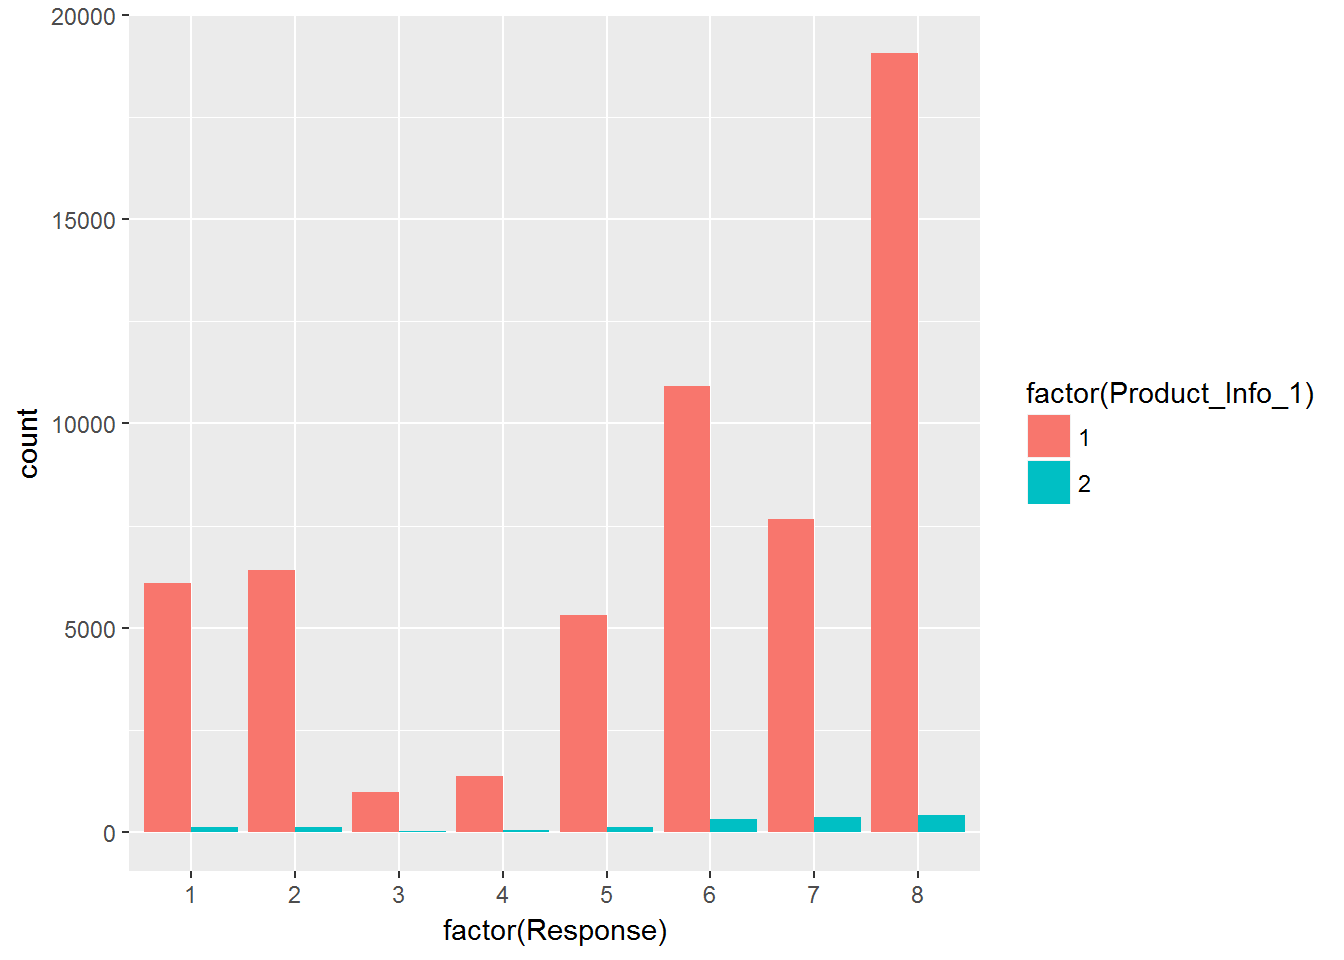 20000
15000
10000
5000
0
count
1 2 3 4 5 6 7 8
factor(Response)
factor(Product_Info_1)
1
2